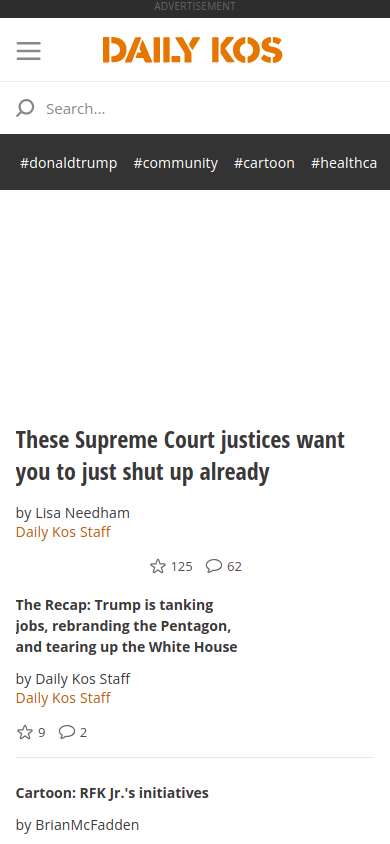 ADVERTISEMENT
DAILY KOS
Search...
#donaldtrump #community #cartoon #healthca
These Supreme Court justices want
you to just shut up already
by Lisa Needham
Daily Kos Staff
125 62
The Recap: Trump is tanking
jobs, rebranding the Pentagon,
and tearing up the White House
by Daily Kos Staff
Daily Kos Staff
9 2
Cartoon: RFK Jr.'s initiatives
by BrianMcFadden